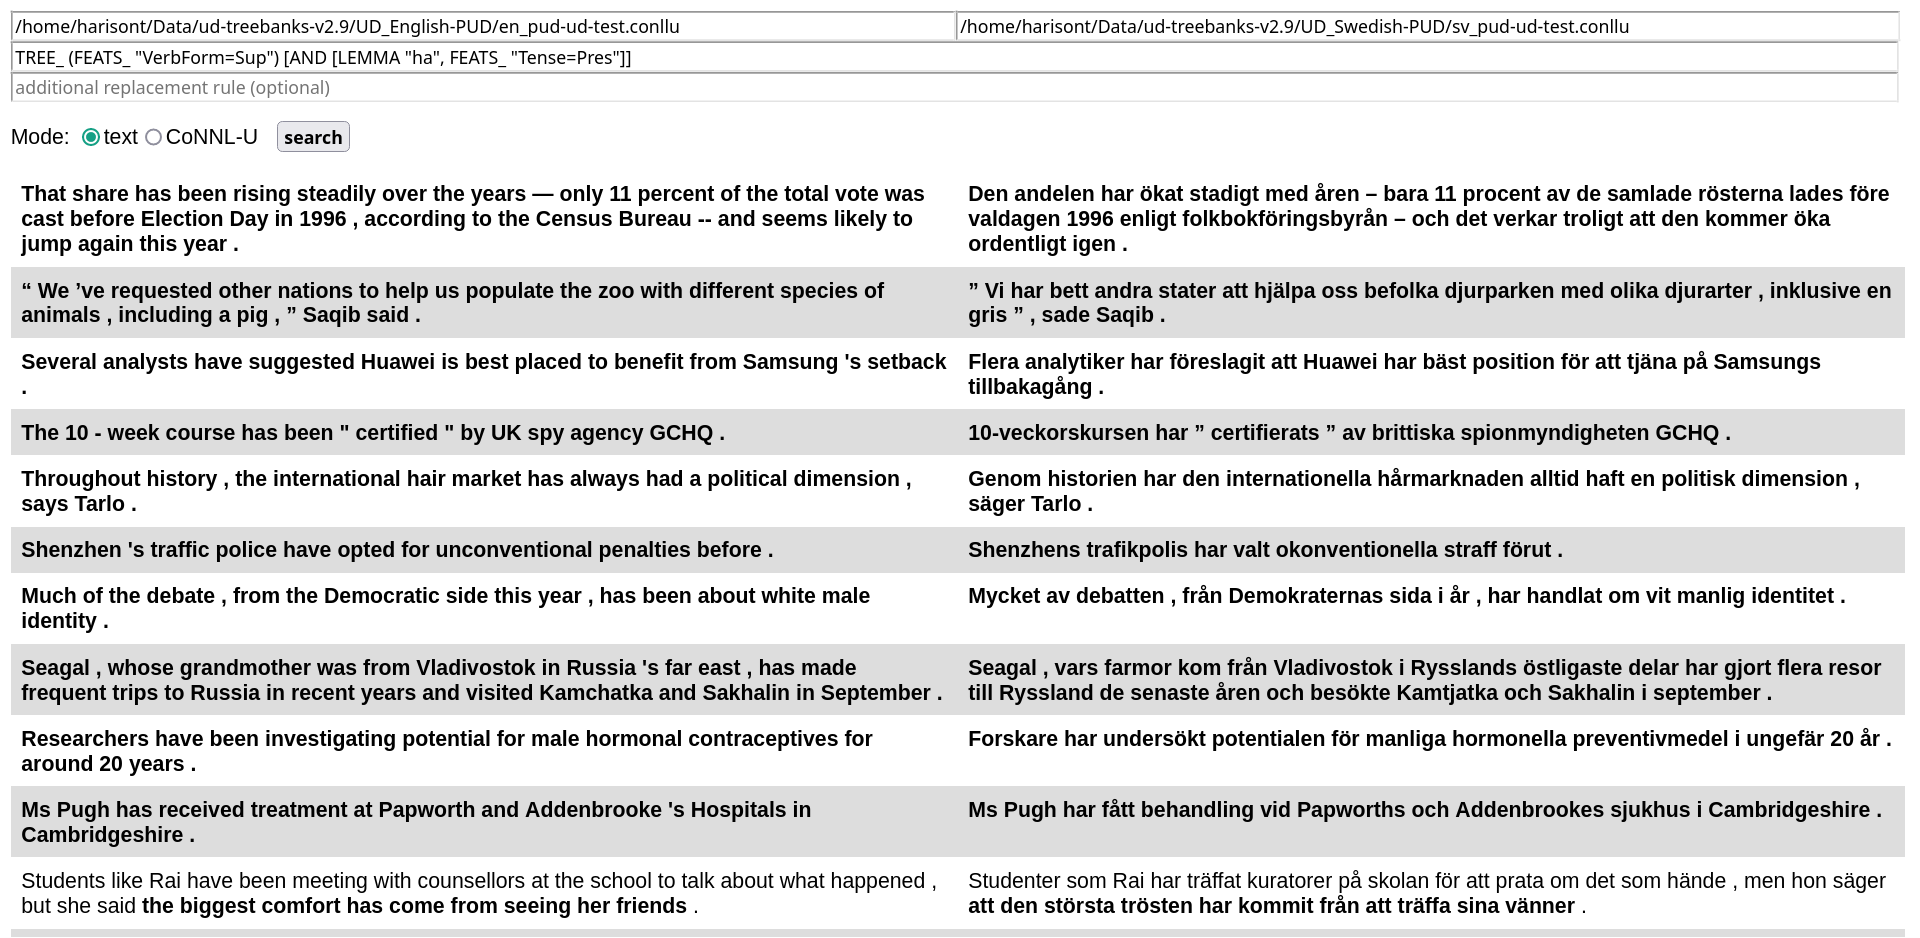 /home/harisont/Data/ud-treebanks-v2.9/UD_English-PUD/en_pud-ud-test.conllu
/home/harisont/Data/ud-treebanks-v2.9/UD_Swedish-PUD/sv_pud-ud-test.conllu
TREE_ (FEATS_ "VerbForm=Sup") [AND [LEMMA "ha", FEATS_ "Tense=Pres"]]
additional replacement rule (optional)
Mode: text CoNLL-U search
That share has been rising steadily over the years — only 11 percent of the total vote was
cast before Election Day in 1996 , according to the Census Bureau -- and seems likely to
jump again this year .
Den andelen har ökat stadigt med åren – bara 11 procent av de samlade rösterna lades före
valdagen 1996 enligt folkbokföringsbyrån – och det verkar troligt att den kommer öka
ordentligt igen .
“ We ’ve requested other nations to help us populate the zoo with different species of
animals , including a pig , ” Saqib said .
” Vi har bett andra stater att hjälpa oss befolka djurparken med olika djurarter , inklusive en
gris ” , sade Saqib .
Several analysts have suggested Huawei is best placed to benefit from Samsung 's setback
.
Flera analytiker har föreslagit att Huawei har bäst position för att tjäna på Samsungs
tillbakagång .
The 10 - week course has been " certified " by UK spy agency GCHQ .
10-veckorskursen har ” certifierats ” av brittiska spionmyndigheten GCHQ .
Throughout history , the international hair market has always had a political dimension ,
says Tarlo .
Genom historien har den internationella hårmarknaden alltid haft en politisk dimension ,
säger Tarlo .
Shenzhen 's traffic police have opted for unconventional penalties before .
Shenzhens trafikpolis har valt okonventionella straff förut .
Much of the debate , from the Democratic side this year , has been about white male
identity .
Mycket av debatten , från Demokraternas sida i år , har handlat om vit manlig identitet .
Seagal , whose grandmother was from Vladivostok in Russia 's far east , has made
frequent trips to Russia in recent years and visited Kamchatka and Sakhalin in September .
Seagal , vars farmor kom från Vladivostok i Rysslands östligaste delar har gjort flera resor
till Ryssland de senaste åren och besökte Kamtjatka och Sakhalin i september .
Researchers have been investigating potential for male hormonal contraceptives for
around 20 years .
Forskare har undersökt potentialen för manliga hormonella preventivmedel i ungefär 20 år .
Ms Pugh has received treatment at Papworth and Addenbrooke 's Hospitals in
Cambridgeshire .
Ms Pugh har fått behandling vid Papworths och Addenbrookes sjukhus i Cambridgeshire .
Students like Rai have been meeting with counsellors at the school to talk about what happened ,
but she said the biggest comfort has come from seeing her friends .
Studenter som Rai har träffat kuratorer på skolan för att prata om det som hände , men hon säger
att den största trösten har kommit från att träffa sina vänner .